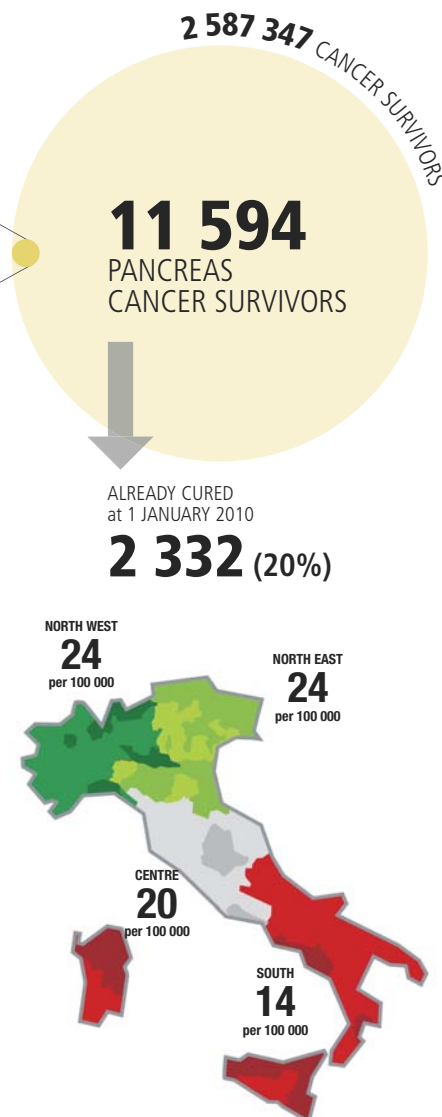 2 587 347 CANCER SURVIVORS
11 594
PANCREAS
CANCER SURVIVORS
ALREADY CURED
at 1 JANUARY 2010
2 332 (20%)
NORTH WEST
24
per 100 000
NORTH EAST
24
per 100 000
CENTRE
20
per 100 000
SOUTH
14
per 100 000